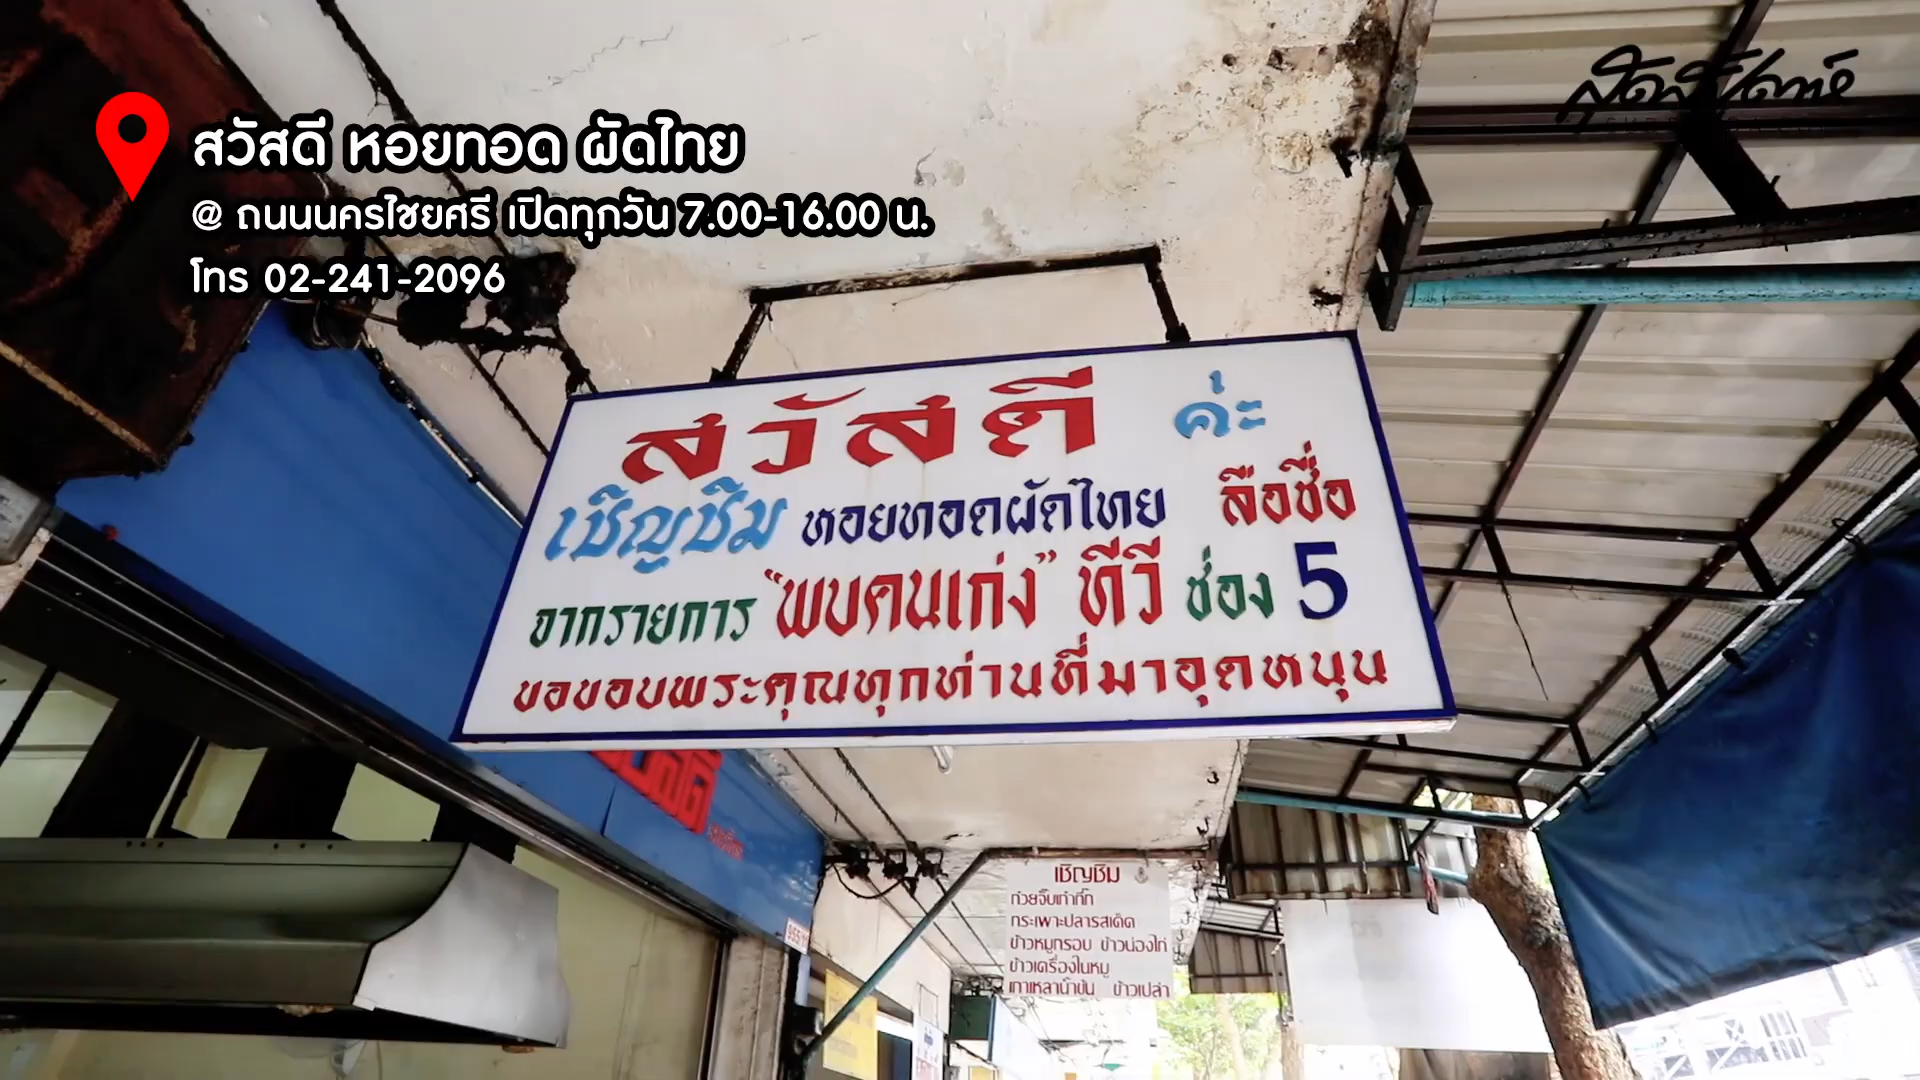 สุดสัปดาห์
สวัสดี หอยทอด ผัดไทย
@ ถนนนครไชยศรี เปิดทุกวัน 7.00-16.00 น.
โทร 02-241-2096
สวัสดี ค่ะ
เชิญชิม หอยทอดผัดไทย ลือชื่อ
จากรายการ "พบคนเก่ง" ทีวี ช่อง 5
ขอขอบพระคุณทุกท่านที่มาอุดหนุน
เชิญชิม
ก๋วยจั๊บเก๋ากี๊ก
กระเพาะปลารสเด็ด
ข้าวหมูกรอบ ข้าวน่องไก่
ข้าวเครื่องในหมู
เกาเหลาน้ำข้น ข้าวเปล่า